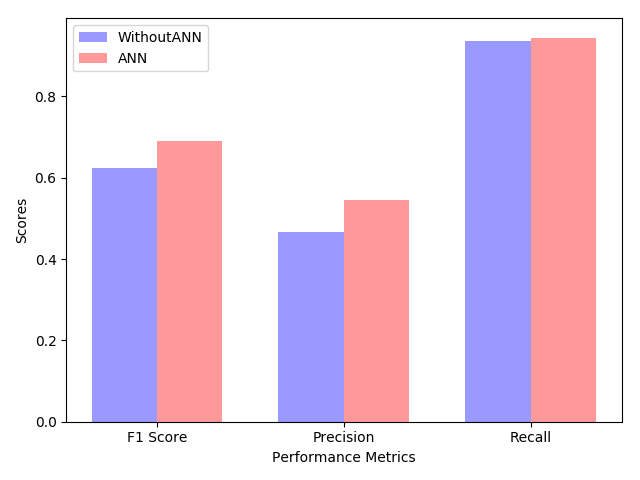 WithoutANN
ANN
Scores
0.8
0.6
0.4
0.2
0.0
F1 Score
Precision
Recall
Performance Metrics